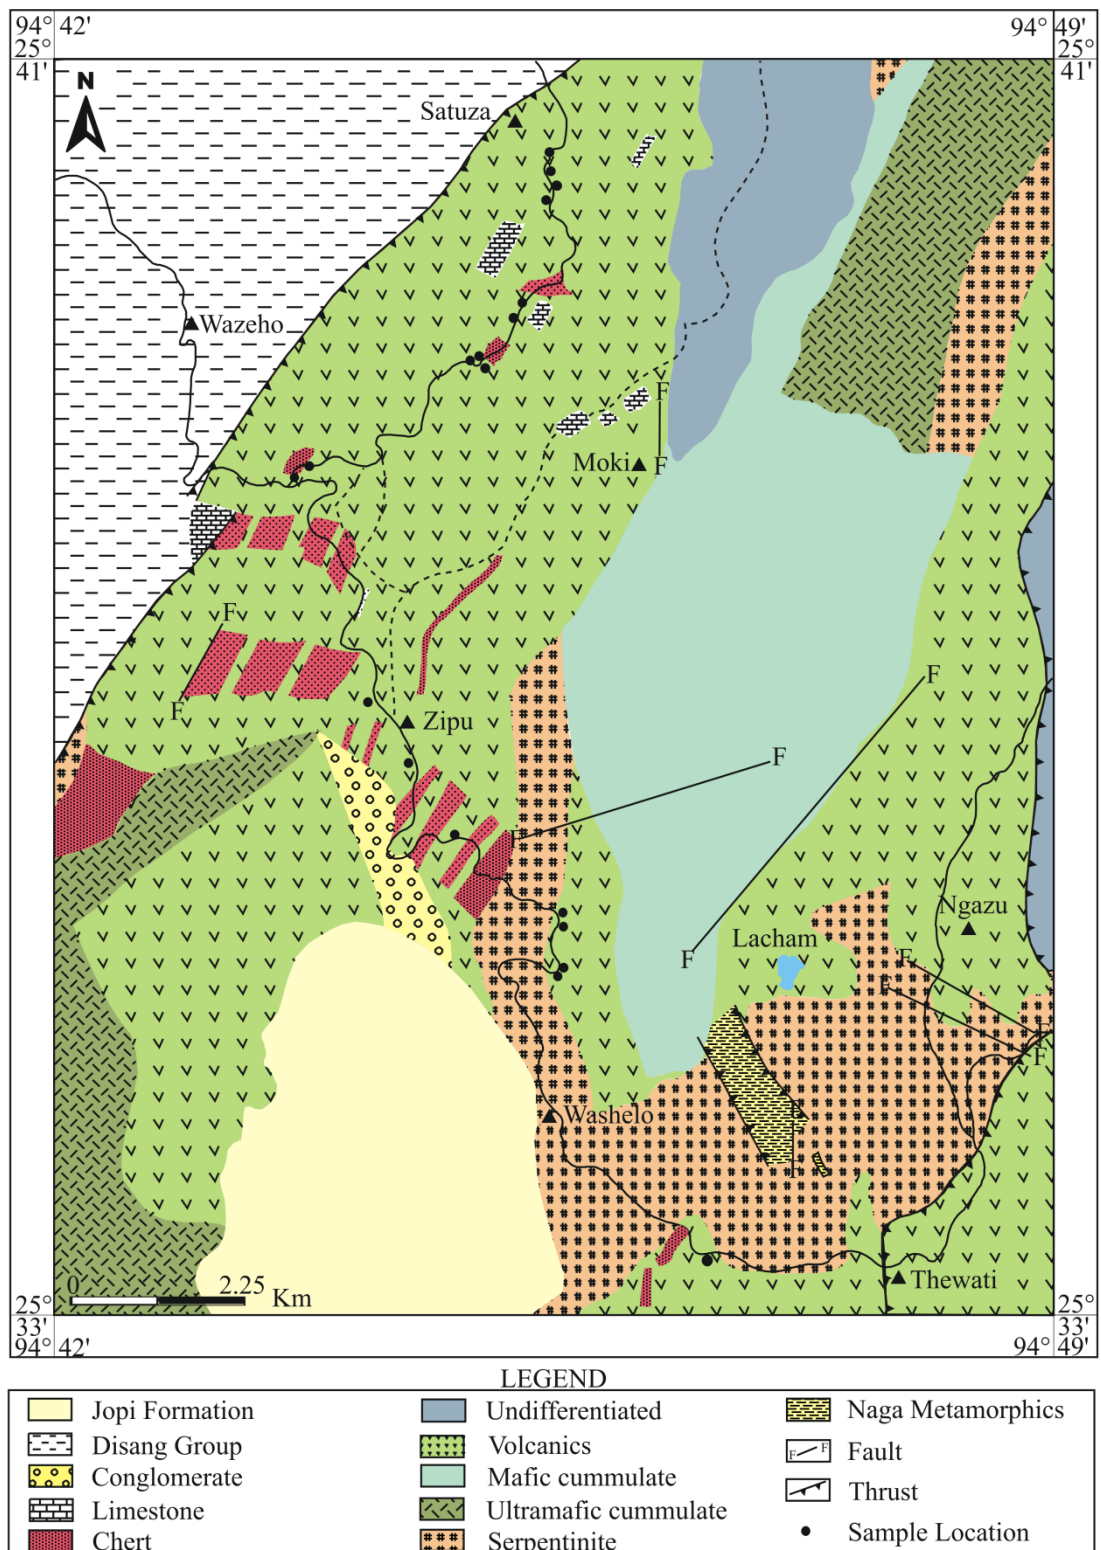 94° 42'
94° 49'
25°
41'
25°
41'
N
Satuza
Wazeho
F
Moki
F
F
F
Zipu
F
F
F
Lacham
Ngazu
F
F
F
F
F
Washelo
F
F
Thewati
0
2.25
Km
25°
33'
25°
33'
94° 42'
94° 49'
LEGEND
Jopi Formation
Undifferentiated
Naga Metamorphics
Disang Group
Volcanics
F F
Fault
Conglomerate
Mafic cummulate
Thrust
Limestone
Ultramafic cummulate
Sample Location
Chert
Serpentinite